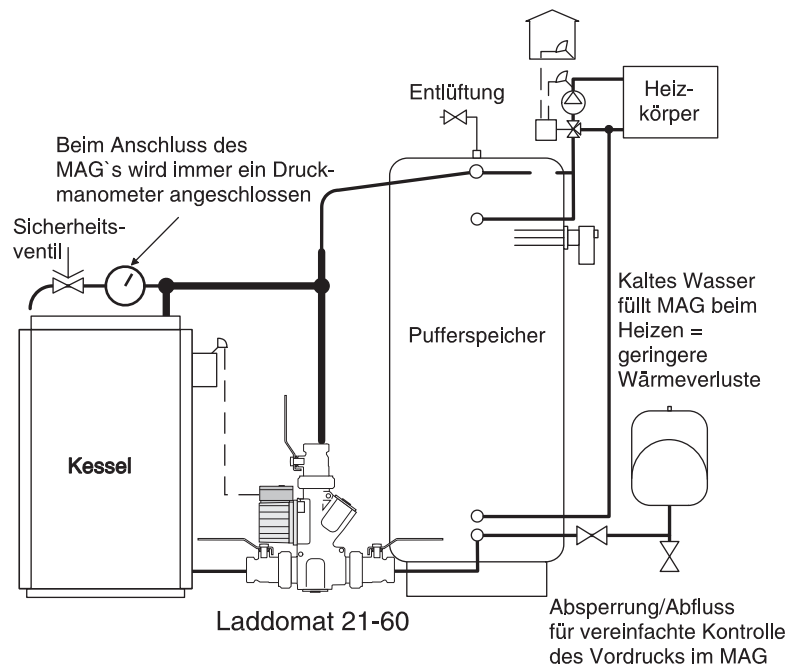 Entlüftung
Heiz-
körper
Beim Anschluss des
MAG`s wird immer ein Druck-
manometer angeschlossen
Sicherheits-
ventil
Kaltes Wasser
füllt MAG beim
Heizen =
geringere
Wärmeverluste
Pufferspeicher
Kessel
Laddomat 21-60
Absperrung/Abfluss
für vereinfachte Kontrolle
des Vordrucks im MAG